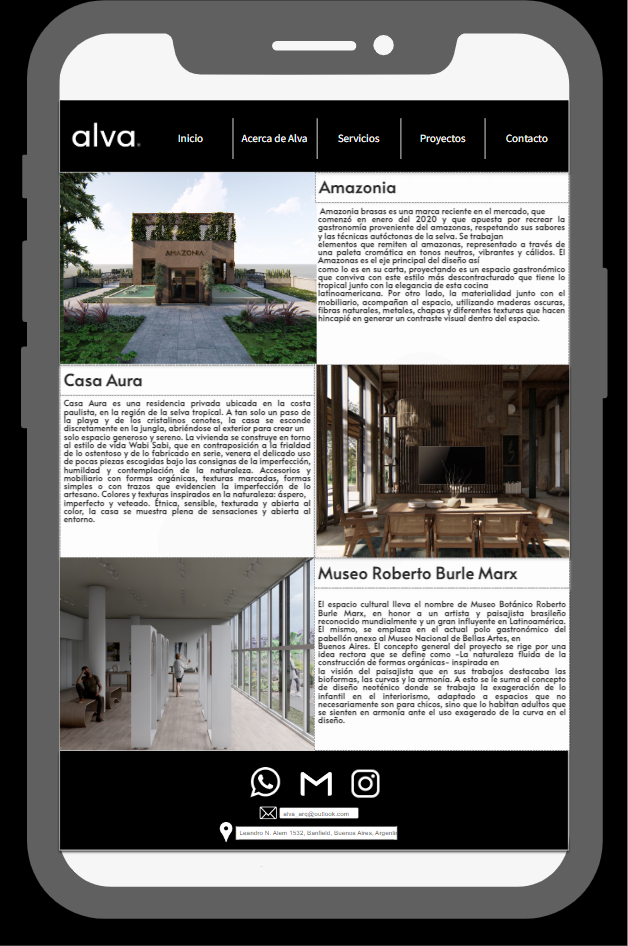 alva.
Inicio
Acerca de Alva
Servicios
Proyectos
Contacto
AMAZONIA
Amazonia
Amazonia brasas es una marca reciente en el mercado, que
comenzó en enero del 2020 y que apuesta por recrear la
gastronomía proveniente del amazonas, respetando sus sabores
y las técnicas autóctonas de la selva. Se trabajan
elementos que remiten al amazonas, representado a través de
una paleta cromática en tonos neutros, vibrantes y cálidos. El
Amazonas es el eje principal del diseño así
como lo es en su carta, proyectando es un espacio gastronómico
que conviva con este estilo más descontracturado que tiene lo
tropical junto con la elegancia de esta cocina
latinoamericana. Por otro lado, la materialidad junto con el
mobiliario, acompañan al espacio, utilizando maderas oscuras,
fibras naturales, metales, chapas y diferentes texturas que hacen
hincapié en generar un contraste visual dentro del espacio.
Casa Aura
Casa Aura es una residencia privada ubicada en la costa
paulista, en la región de la selva tropical. A tan solo un paso de
la playa y de los cristalinos cenotes, la casa se esconde
discretamente en la jungla, abriéndose al exterior para crear un
solo espacio generoso y sereno. La vivienda se construye en torno
al estilo de vida Wabi Sabi, que en contraposición a la frialdad
de lo ostentoso y de lo fabricado en serie, venera el delicado uso
de pocas piezas escogidas bajo las consignas de la imperfección,
humildad y contemplación de la naturaleza. Accesorios y
mobiliario con formas orgánicas, texturas marcadas, formas
simples o con trazos que evidencien la imperfección de lo
artesano. Colores y texturas inspirados en la naturaleza: áspero,
imperfecto y veteado. Étnica, sensible, texturada y abierta al
color, la casa se muestra plena de sensaciones y abierta al
entorno.
Museo Roberto Burle Marx
El espacio cultural lleva el nombre de Museo Botánico Roberto
Burle Marx, en honor a un artista y paisajista brasileño
reconocido mundialmente y un gran influyente en Latinoamérica.
El mismo, se emplaza en el actual polo gastronómico del
pabellón anexo al Museo Nacional de Bellas Artes, en
Buenos Aires. El concepto general del proyecto se rige por una
idea rectora que se define como -La naturaleza fluida de la
construcción de formas orgánicas- inspirada en
la visión del paisajista que en sus trabajos destacaba las
bioformas, las curvas y la armonía. A esto se le suma el concepto
de diseño neoténico donde se trabaja la exageración de lo
infantil en el interiorismo, adaptado a espacios que no
necesariamente son para chicos, sino que lo habitan adultos que
se sienten en armonía ante el uso exagerado de la curva en el
diseño.
alva_arq@outlook.com
Leandro N. Alem 1532, Banfield, Buenos Aires, Argentin